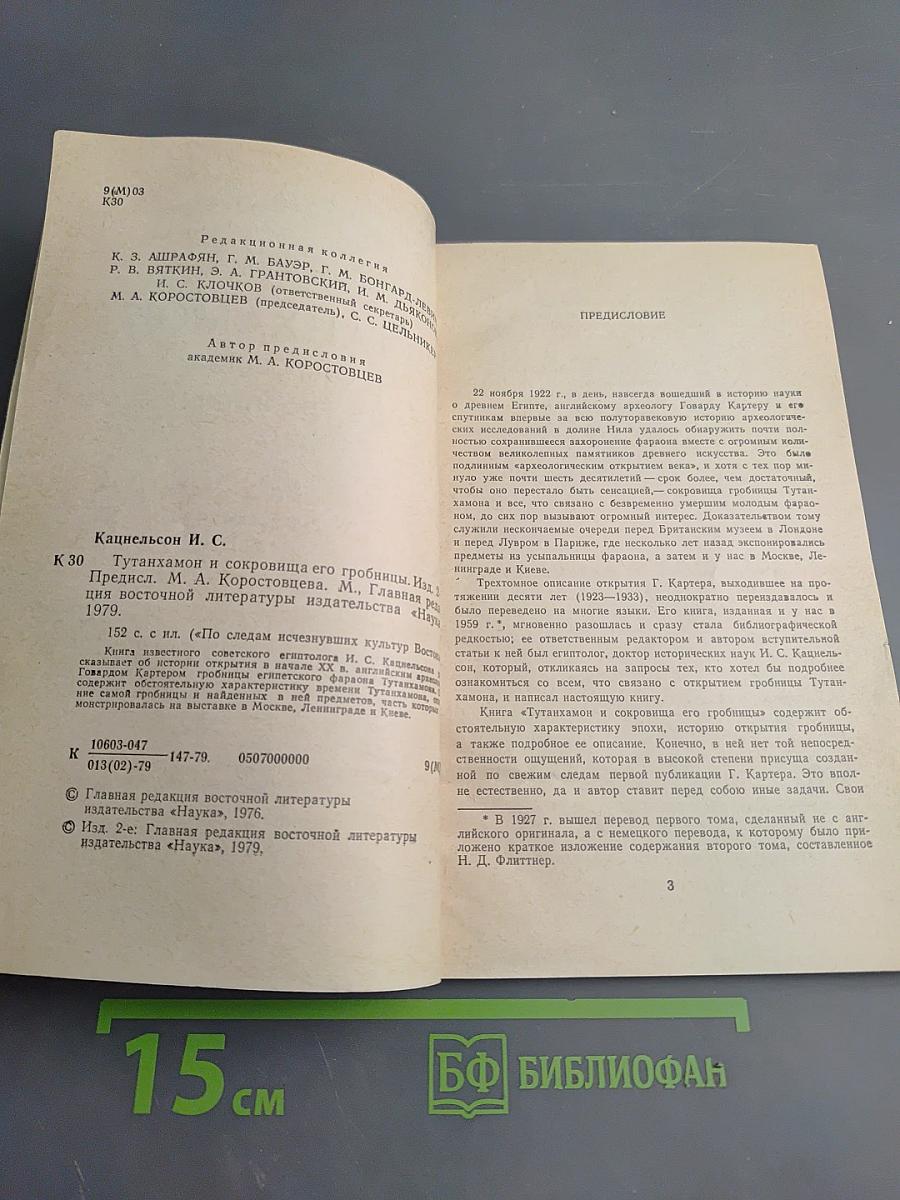 9(М)03
К30
Редакционная коллегия
К. З. АШРАФЯН, Г. М. БАУЭР, Г. М. БОНГАРД-ЛЕВИН
Р. В. ВЯТКИН, Э. А. ГРАНТОВСКИЙ, И. М. ДЬЯКОНОВ
И. С. КЛОЧКОВ (ответственный секретарь)
М. А. КОРОСТОВЦЕВ (председатель), С. С. ЦЕЛЬНИКЕР
Автор предисловия
академик М. А. КОРОСТОВЦЕВ
Кацнельсон И. С.
К 30 Тутанхамон и сокровища его гробницы. Изд. 2-
Предисл. М. А. Коростовцева. М., Главная реда
ция восточной литературы издательства «Наука
1979.
152 с. с ил. («По следам исчезнувших культур Востока
Книга известного советского египтолога И. С. Кацнельсона
сказывает об истории открытия в начале XX в. английским археол
Говардом Картером гробницы египетского фараона Тутанхамона,
содержит обстоятельную характеристику времени Тутанхамона,
ние самой гробницы и найденных в ней предметов, часть которых
монстрировалась на выставке в Москве, Ленинграде и Киеве.
К 10603-047
013(02)-79 147-79. 0507000000
9(М)
© Главная редакция восточной литературы
издательства «Наука», 1976.
© Изд. 2-е: Главная редакция восточной литературы
издательства «Наука», 1979.
ПРЕДИСЛОВИЕ
22 ноября 1922 г., в день, навсегда вошедший в историю науки
о древнем Египте, английскому археологу Говарду Картеру и его
спутникам впервые за всю полуторавековую историю археологиче-
ских исследований в долине Нила удалось обнаружить почти пол-
ностью сохранившееся захоронение фараона вместе с огромным коли-
чеством великолепных памятников древнего искусства. Это было
подлинным «археологическим открытием века», и хотя с тех пор ми-
нуло уже почти шесть десятилетий — срок более, чем достаточный,
чтобы оно перестало быть сенсацией, — сокровища гробницы Тутан-
хамона и все, что связано с безвременно умершим молодым фарао-
ном, до сих пор вызывают огромный интерес. Доказательством тому
служили нескончаемые очереди перед Британским музеем в Лондоне
и перед Лувром в Париже, где несколько лет назад экспонировались
предметы из усыпальницы фараона, а затем и у нас в Москве, Ле-
нинграде и Киеве.
Трехтомное описание открытия Г. Картера, выходившее на про-
тяжении десяти лет (1923—1933), неоднократно переиздавалось и
было переведено на многие языки. Его книга, изданная и у нас в
1959 г.*, мгновенно разошлась и сразу стала библиографической
редкостью; ее ответственным редактором и автором вступительной
статьи к ней был египтолог, доктор исторических наук И. С. Кацнель-
сон, который, откликаясь на запросы тех, кто хотел бы подробнее
ознакомиться со всем, что связано с открытием гробницы Тутан-
хамона, и написал настоящую книгу.
Книга «Тутанхамон и сокровища его гробницы» содержит об-
стоятельную характеристику эпохи, историю открытия гробницы,
а также подробное ее описание. Конечно, в ней нет той непосред-
ственности ощущений, которая в высокой степени присуща создан-
ной по свежим следам первой публикации Г. Картера. Это впол-
не естественно, да и автор ставит перед собою иные задачи. Свои
* В 1927 г. вышел перевод первого тома, сделанный не с анг-
лийского оригинала, а с немецкого перевода, к которому было при-
ложено краткое изложение содержания второго тома, составленное
Н. Д. Флиттнер.
3
15 см
БФ БИБЛИОФАН